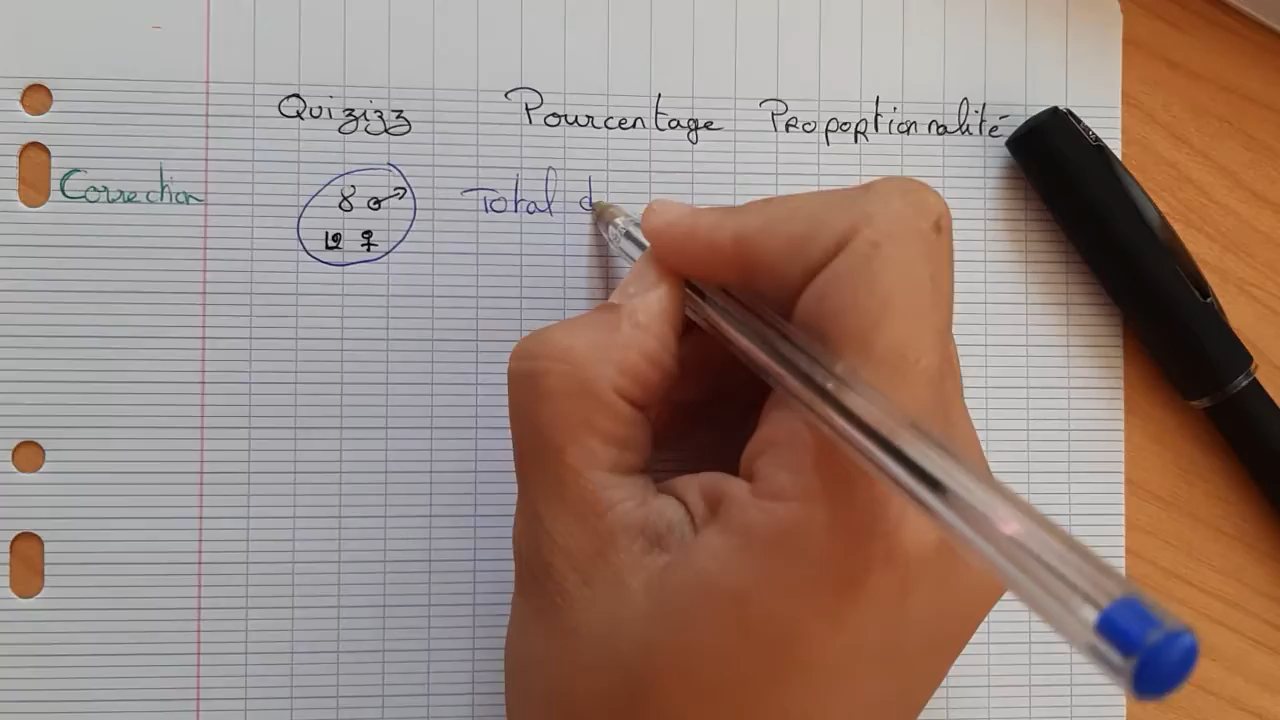 Quizizz Pourcentage Proportionnalité
Correction 8 ♂ Total d
12 ♀